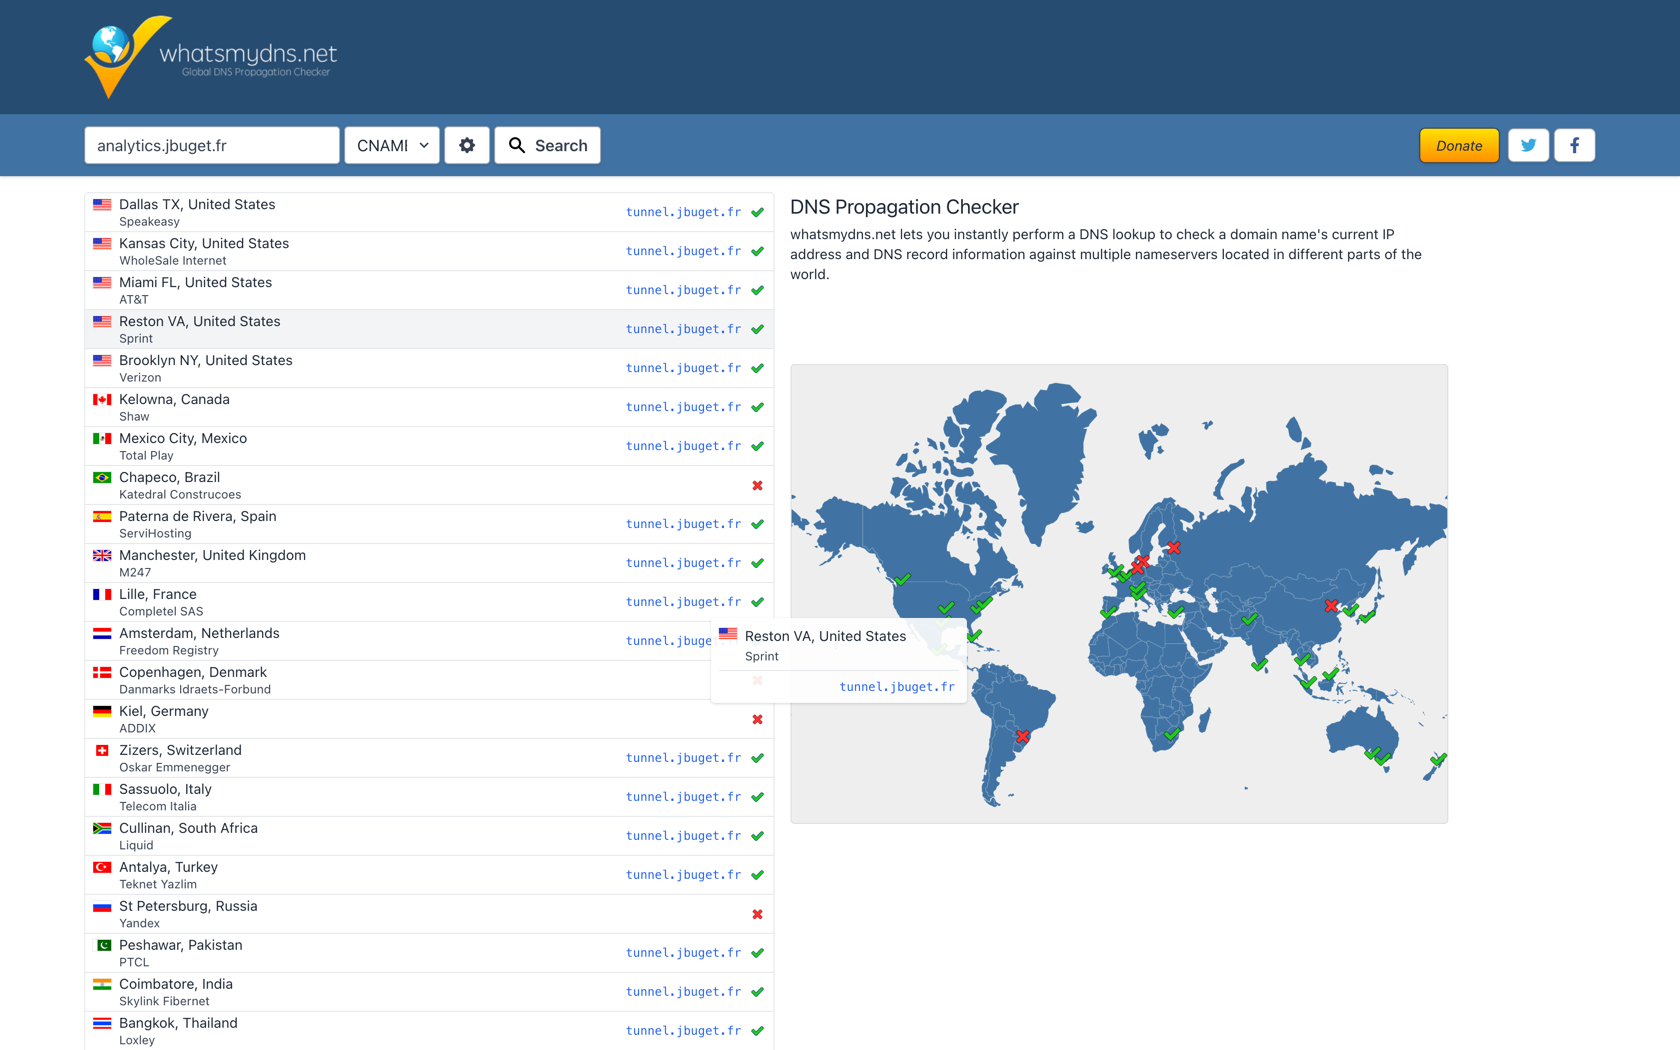 whatsmydns.net
Global DNS Propagation Checker
analytics.jbuget.fr
CNAM
Search
Donate
Dallas TX, United States
Speakeasy
tunnel.jbuget.fr
Kansas City, United States
WholeSale Internet
tunnel.jbuget.fr
Miami FL, United States
AT&T
tunnel.jbuget.fr
Reston VA, United States
Sprint
tunnel.jbuget.fr
Brooklyn NY, United States
Verizon
tunnel.jbuget.fr
Kelowna, Canada
Shaw
tunnel.jbuget.fr
Mexico City, Mexico
Total Play
tunnel.jbuget.fr
Chapeco, Brazil
Katedral Construcoes
Paterna de Rivera, Spain
ServiHosting
tunnel.jbuget.fr
Manchester, United Kingdom
M247
tunnel.jbuget.fr
Lille, France
Completel SAS
tunnel.jbuget.fr
Amsterdam, Netherlands
Freedom Registry
tunnel.jbuge
Copenhagen, Denmark
Danmarks Idraets-Forbund
Kiel, Germany
ADDIX
Zizers, Switzerland
Oskar Emmenegger
tunnel.jbuget.fr
Sassuolo, Italy
Telecom Italia
tunnel.jbuget.fr
Cullinan, South Africa
Liquid
tunnel.jbuget.fr
Antalya, Turkey
Teknet Yazlim
tunnel.jbuget.fr
St Petersburg, Russia
Yandex
Peshawar, Pakistan
PTCL
tunnel.jbuget.fr
Coimbatore, India
Skylink Fibernet
tunnel.jbuget.fr
Bangkok, Thailand
Loxley
tunnel.jbuget.fr
DNS Propagation Checker
whatsmydns.net lets you instantly perform a DNS lookup to check a domain name's current IP
address and DNS record information against multiple nameservers located in different parts of the
world.
Reston VA, United States
Sprint
tunnel.jbuget.fr